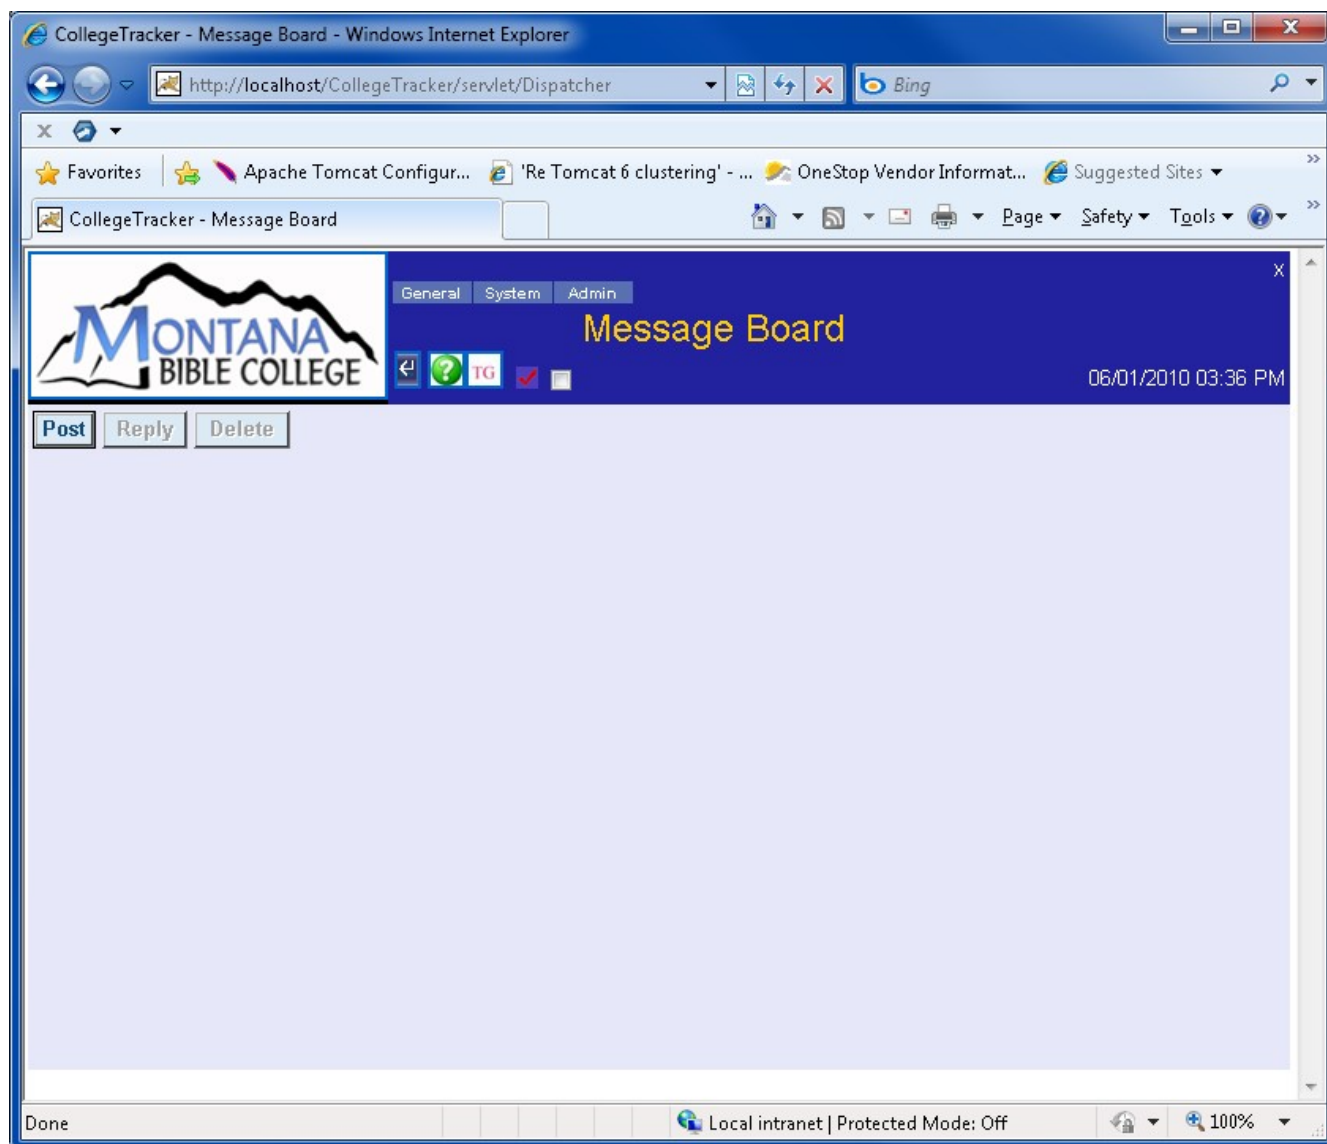 CollegeTracker - Message Board - Windows Internet Explorer
http://localhost/CollegeTracker/servlet/Dispatcher
Bing
x
Favorites Apache Tomcat Configur... 'Re Tomcat 6 clustering' - ... OneStop Vendor Informat... Suggested Sites
CollegeTracker - Message Board Page Safety Tools
MONTANA
BIBLE COLLEGE
X
General System Admin
Message Board
TG
06/01/2010 03:36 PM
Post Reply Delete
Done Local intranet | Protected Mode: Off 100%